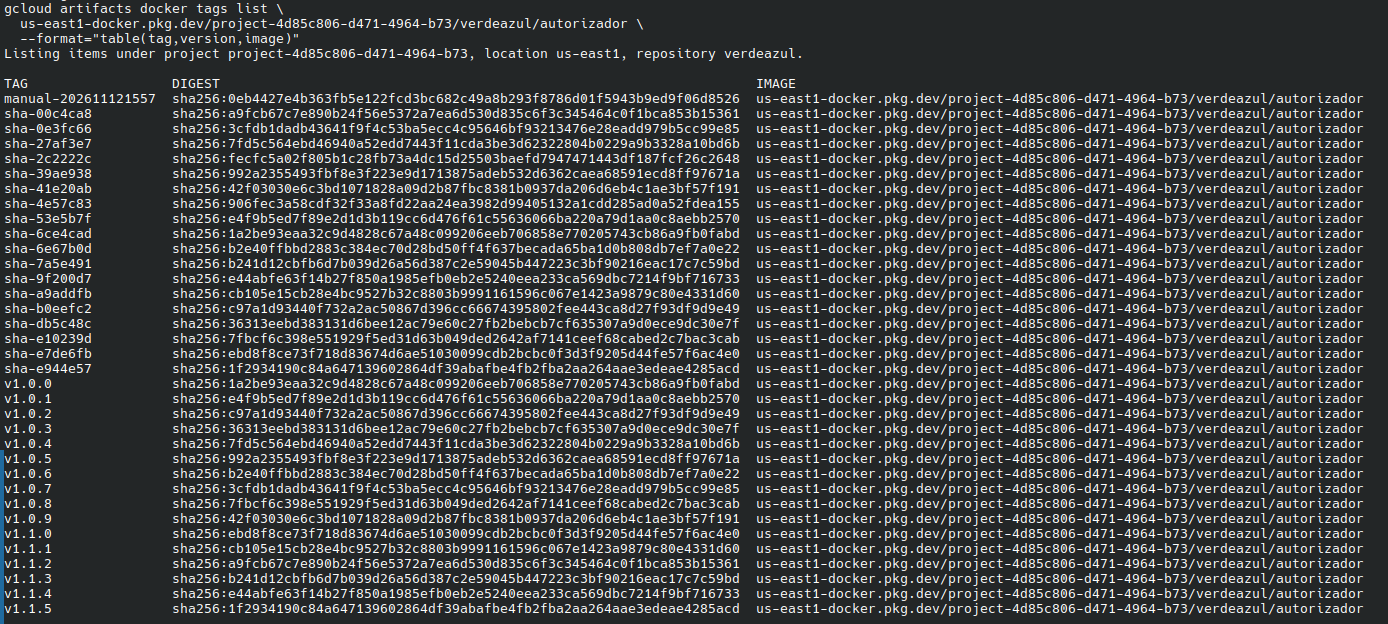 gcloud artifacts docker tags list \
  us-east1-docker.pkg.dev/project-4d85c806-d471-4964-b73/verdeazul/autorizador \
  --format="table(tag,version,image)"
Listing items under project project-4d85c806-d471-4964-b73, location us-east1, repository verdeazul.
TAG DIGEST IMAGE
manual-202611121557 sha256:0eb4427e4b363fb5e122fcd3bc682c49a8b293f8786d01f5943b9ed9f06d8526 us-east1-docker.pkg.dev/project-4d85c806-d471-4964-b73/verdeazul/autorizador
sha-00c4ca8 sha256:a9fcb67c7e890b24f56e5372a7ea6d530d835c6f3c345464c0f1bca853b15361 us-east1-docker.pkg.dev/project-4d85c806-d471-4964-b73/verdeazul/autorizador
sha-0e3fc66 sha256:3cfdb1dadb43641f9f4c53ba5ecc4c95646bf93213476e28eadd979b5cc99e85 us-east1-docker.pkg.dev/project-4d85c806-d471-4964-b73/verdeazul/autorizador
sha-27af3e7 sha256:7fd5c564ebd46940a52edd7443f11cda3be3d62322804b0229a9b3328a10bd6b us-east1-docker.pkg.dev/project-4d85c806-d471-4964-b73/verdeazul/autorizador
sha-2c2222c sha256:fecfc5a02f805b1c28fb73a4dc15d25503baefd7947471443df187fcf26c2648 us-east1-docker.pkg.dev/project-4d85c806-d471-4964-b73/verdeazul/autorizador
sha-39ae938 sha256:992a2355493fbf8e3f223e9d1713875adeb532d6362caea68591ecd8ff97671a us-east1-docker.pkg.dev/project-4d85c806-d471-4964-b73/verdeazul/autorizador
sha-41e20ab sha256:42f03030e6c3bd1071828a09d2b87fbc8381b0937da206d6eb4c1ae3bf57f191 us-east1-docker.pkg.dev/project-4d85c806-d471-4964-b73/verdeazul/autorizador
sha-4e57c83 sha256:906fec3a58cdf32f33a8fd22aa24ea3982d99405132a1cdd285ad0a52fdea155 us-east1-docker.pkg.dev/project-4d85c806-d471-4964-b73/verdeazul/autorizador
sha-53e5b7f sha256:e4f9b5ed7f89e2d1d3b119cc6d476f61c55636066ba220a79d1aa0c8aebb2570 us-east1-docker.pkg.dev/project-4d85c806-d471-4964-b73/verdeazul/autorizador
sha-6ce4cad sha256:1a2be93eaa32c9d4828c67a48c099206eeb706858e770205743cb86a9fb0fabd us-east1-docker.pkg.dev/project-4d85c806-d471-4964-b73/verdeazul/autorizador
sha-6e67b0d sha256:b2e40ffbbd2883c384ec70d28bd50ff4f637becada65ba1d0b808db7ef7a0e22 us-east1-docker.pkg.dev/project-4d85c806-d471-4964-b73/verdeazul/autorizador
sha-7a5e491 sha256:b241d12cbfb6d7b039d26a56d387c2e59045b447223c3bf90216eac17c7c59bd us-east1-docker.pkg.dev/project-4d85c806-d471-4964-b73/verdeazul/autorizador
sha-9f200d7 sha256:e44abfe63f14b27f850a1985efb0eb2e5240eea233ca569dbc7214f9bf716733 us-east1-docker.pkg.dev/project-4d85c806-d471-4964-b73/verdeazul/autorizador
sha-a9addfb sha256:cb105e15cb28e4bc9527b32c8803b9991161596c067e1423a9879c80e4331d60 us-east1-docker.pkg.dev/project-4d85c806-d471-4964-b73/verdeazul/autorizador
sha-b0eefc2 sha256:c97a1d93440f732a2ac50867d396cc66674395802fee443ca8d27f93df9d9e49 us-east1-docker.pkg.dev/project-4d85c806-d471-4964-b73/verdeazul/autorizador
sha-db5c48c sha256:36313eebd383131d6bee12ac79e60c27fb2bebcb7cf635307a9d0ece9dc30e7f us-east1-docker.pkg.dev/project-4d85c806-d471-4964-b73/verdeazul/autorizador
sha-e10239d sha256:7fbcf6c398e551929f5ed31d63b049ded2642af7141ceef68cabed2c7bac3cab us-east1-docker.pkg.dev/project-4d85c806-d471-4964-b73/verdeazul/autorizador
sha-e7de6fb sha256:ebd8f8ce73f718d83674d6ae51030099cdb2bcbc0f3d3f9205d44fe57f6ac4e0 us-east1-docker.pkg.dev/project-4d85c806-d471-4964-b73/verdeazul/autorizador
sha-e944e57 sha256:1f2934190c84a647139602864df39abafbe4fb2fba2aa264aae3edeae4285acd us-east1-docker.pkg.dev/project-4d85c806-d471-4964-b73/verdeazul/autorizador
v1.0.0 sha256:1a2be93eaa32c9d4828c67a48c099206eeb706858e770205743cb86a9fb0fabd us-east1-docker.pkg.dev/project-4d85c806-d471-4964-b73/verdeazul/autorizador
v1.0.1 sha256:e4f9b5ed7f89e2d1d3b119cc6d476f61c55636066ba220a79d1aa0c8aebb2570 us-east1-docker.pkg.dev/project-4d85c806-d471-4964-b73/verdeazul/autorizador
v1.0.2 sha256:c97a1d93440f732a2ac50867d396cc66674395802fee443ca8d27f93df9d9e49 us-east1-docker.pkg.dev/project-4d85c806-d471-4964-b73/verdeazul/autorizador
v1.0.3 sha256:36313eebd383131d6bee12ac79e60c27fb2bebcb7cf635307a9d0ece9dc30e7f us-east1-docker.pkg.dev/project-4d85c806-d471-4964-b73/verdeazul/autorizador
v1.0.4 sha256:7fd5c564ebd46940a52edd7443f11cda3be3d62322804b0229a9b3328a10bd6b us-east1-docker.pkg.dev/project-4d85c806-d471-4964-b73/verdeazul/autorizador
v1.0.5 sha256:992a2355493fbf8e3f223e9d1713875adeb532d6362caea68591ecd8ff97671a us-east1-docker.pkg.dev/project-4d85c806-d471-4964-b73/verdeazul/autorizador
v1.0.6 sha256:b2e40ffbbd2883c384ec70d28bd50ff4f637becada65ba1d0b808db7ef7a0e22 us-east1-docker.pkg.dev/project-4d85c806-d471-4964-b73/verdeazul/autorizador
v1.0.7 sha256:3cfdb1dadb43641f9f4c53ba5ecc4c95646bf93213476e28eadd979b5cc99e85 us-east1-docker.pkg.dev/project-4d85c806-d471-4964-b73/verdeazul/autorizador
v1.0.8 sha256:7fbcf6c398e551929f5ed31d63b049ded2642af7141ceef68cabed2c7bac3cab us-east1-docker.pkg.dev/project-4d85c806-d471-4964-b73/verdeazul/autorizador
v1.0.9 sha256:42f03030e6c3bd1071828a09d2b87fbc8381b0937da206d6eb4c1ae3bf57f191 us-east1-docker.pkg.dev/project-4d85c806-d471-4964-b73/verdeazul/autorizador
v1.1.0 sha256:ebd8f8ce73f718d83674d6ae51030099cdb2bcbc0f3d3f9205d44fe57f6ac4e0 us-east1-docker.pkg.dev/project-4d85c806-d471-4964-b73/verdeazul/autorizador
v1.1.1 sha256:cb105e15cb28e4bc9527b32c8803b9991161596c067e1423a9879c80e4331d60 us-east1-docker.pkg.dev/project-4d85c806-d471-4964-b73/verdeazul/autorizador
v1.1.2 sha256:a9fcb67c7e890b24f56e5372a7ea6d530d835c6f3c345464c0f1bca853b15361 us-east1-docker.pkg.dev/project-4d85c806-d471-4964-b73/verdeazul/autorizador
v1.1.3 sha256:b241d12cbfb6d7b039d26a56d387c2e59045b447223c3bf90216eac17c7c59bd us-east1-docker.pkg.dev/project-4d85c806-d471-4964-b73/verdeazul/autorizador
v1.1.4 sha256:e44abfe63f14b27f850a1985efb0eb2e5240eea233ca569dbc7214f9bf716733 us-east1-docker.pkg.dev/project-4d85c806-d471-4964-b73/verdeazul/autorizador
v1.1.5 sha256:1f2934190c84a647139602864df39abafbe4fb2fba2aa264aae3edeae4285acd us-east1-docker.pkg.dev/project-4d85c806-d471-4964-b73/verdeazul/autorizador